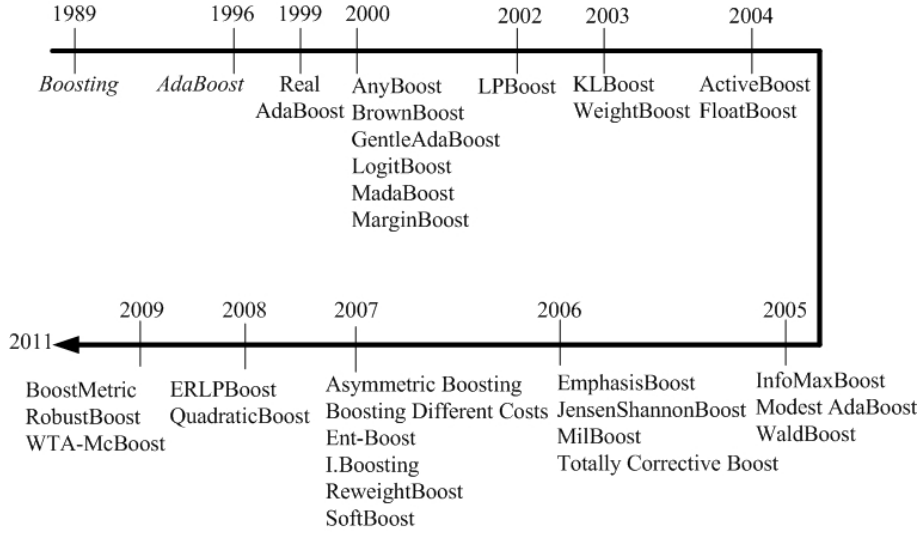 1989 1996 1999 2000 2002 2003 2004
Boosting
AdaBoost
Real
AdaBoost
AnyBoost
BrownBoost
GentleAdaBoost
LogitBoost
MadaBoost
MarginBoost
LPBoost
KLBoost
WeightBoost
ActiveBoost
FloatBoost
2011 2009 2008 2007 2006 2005
BoostMetric
RobustBoost
WTA-McBoost
ERLPBoost
QuadraticBoost
Asymmetric Boosting
Boosting Different Costs
Ent-Boost
I.Boosting
ReweightBoost
SoftBoost
EmphasisBoost
JensenShannonBoost
MilBoost
Totally Corrective Boost
InfoMaxBoost
Modest AdaBoost
WaldBoost